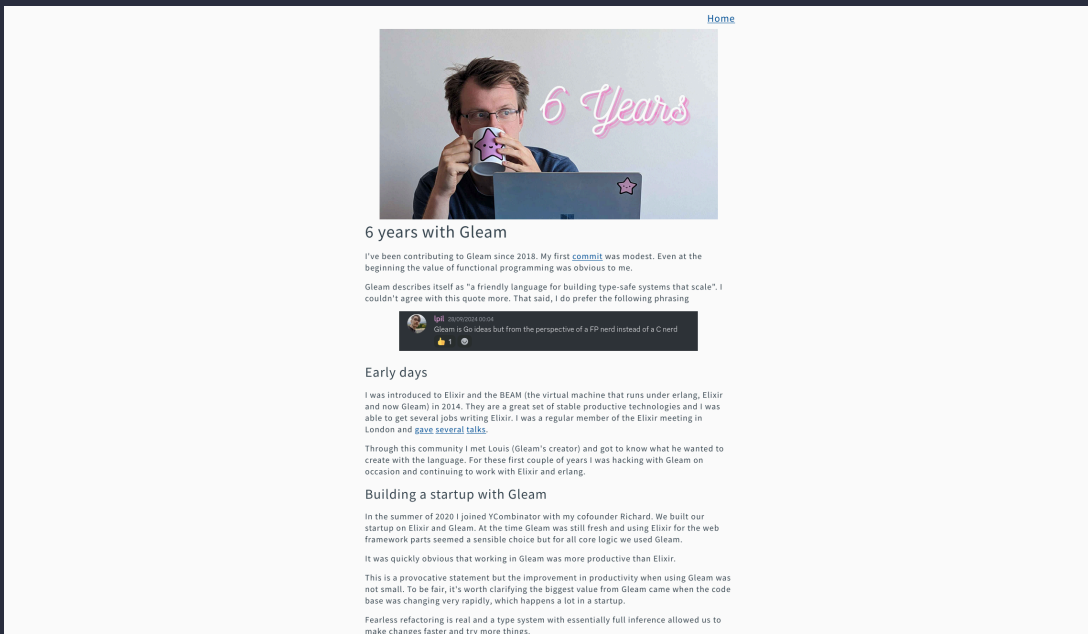 Home
6 Years
6 years with Gleam
I've been contributing to Gleam since 2018. My first commit was modest. Even at the
beginning the value of functional programming was obvious to me.
Gleam describes itself as "a friendly language for building type-safe systems that scale". I
couldn't agree with this quote more. That said, I do prefer the following phrasing
lpil 28/09/2024 00:04
Gleam is Go ideas but from the perspective of a FP nerd instead of a C nerd
👍 1
Early days
I was introduced to Elixir and the BEAM (the virtual machine that runs under erlang, Elixir
and now Gleam) in 2014. They are a great set of stable productive technologies and I was
able to get several jobs writing Elixir. I was a regular member of the Elixir meeting in
London and gave several talks.
Through this community I met Louis (Gleam's creator) and got to know what he wanted to
create with the language. For these first couple of years I was hacking with Gleam on
occasion and continuing to work with Elixir and erlang.
Building a startup with Gleam
In the summer of 2020 I joined YCombinator with my cofounder Richard. We built our
startup on Elixir and Gleam. At the time Gleam was still fresh and using Elixir for the web
framework parts seemed a sensible choice but for all core logic we used Gleam.
It was quickly obvious that working in Gleam was more productive than Elixir.
This is a provocative statement but the improvement in productivity when using Gleam was
not small. To be fair, it's worth clarifying the biggest value from Gleam came when the code
base was changing very rapidly, which happens a lot in a startup.
Fearless refactoring is real and a type system with essentially full inference allowed us to
make changes faster and try more things.